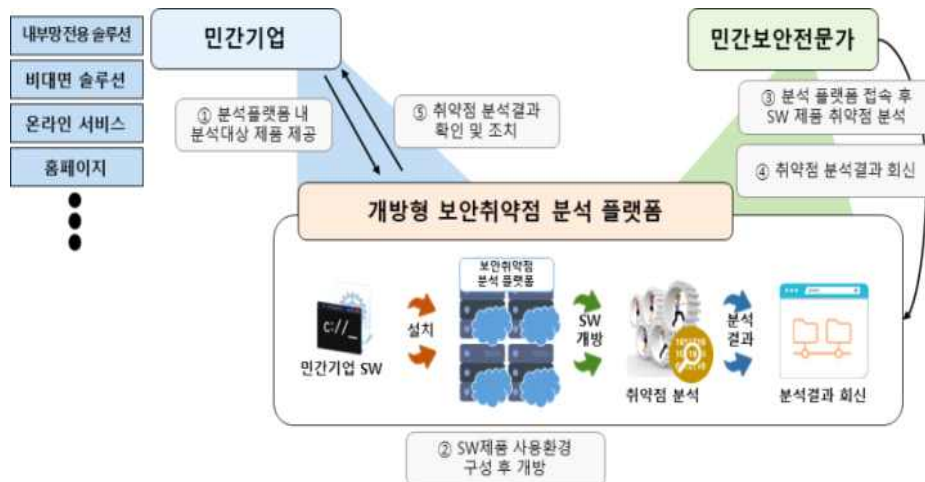 내부망전용 솔루션
비대면 솔루션
온라인 서비스
홈페이지
민간기업
민간보안전문가
① 분석플랫폼 내
분석대상 제품 제공
⑤ 취약점 분석결과
확인 및 조치
③ 분석 플랫폼 접속 후
SW 제품 취약점 분석
④ 취약점 분석결과 회신
개방형 보안취약점 분석 플랫폼
c://_
민간기업 SW
설치
보안취약점
분석 플랫폼
SW
개방
취약점 분석
분석
결과
분석결과 회신
② SW제품 사용환경
구성 후 개방